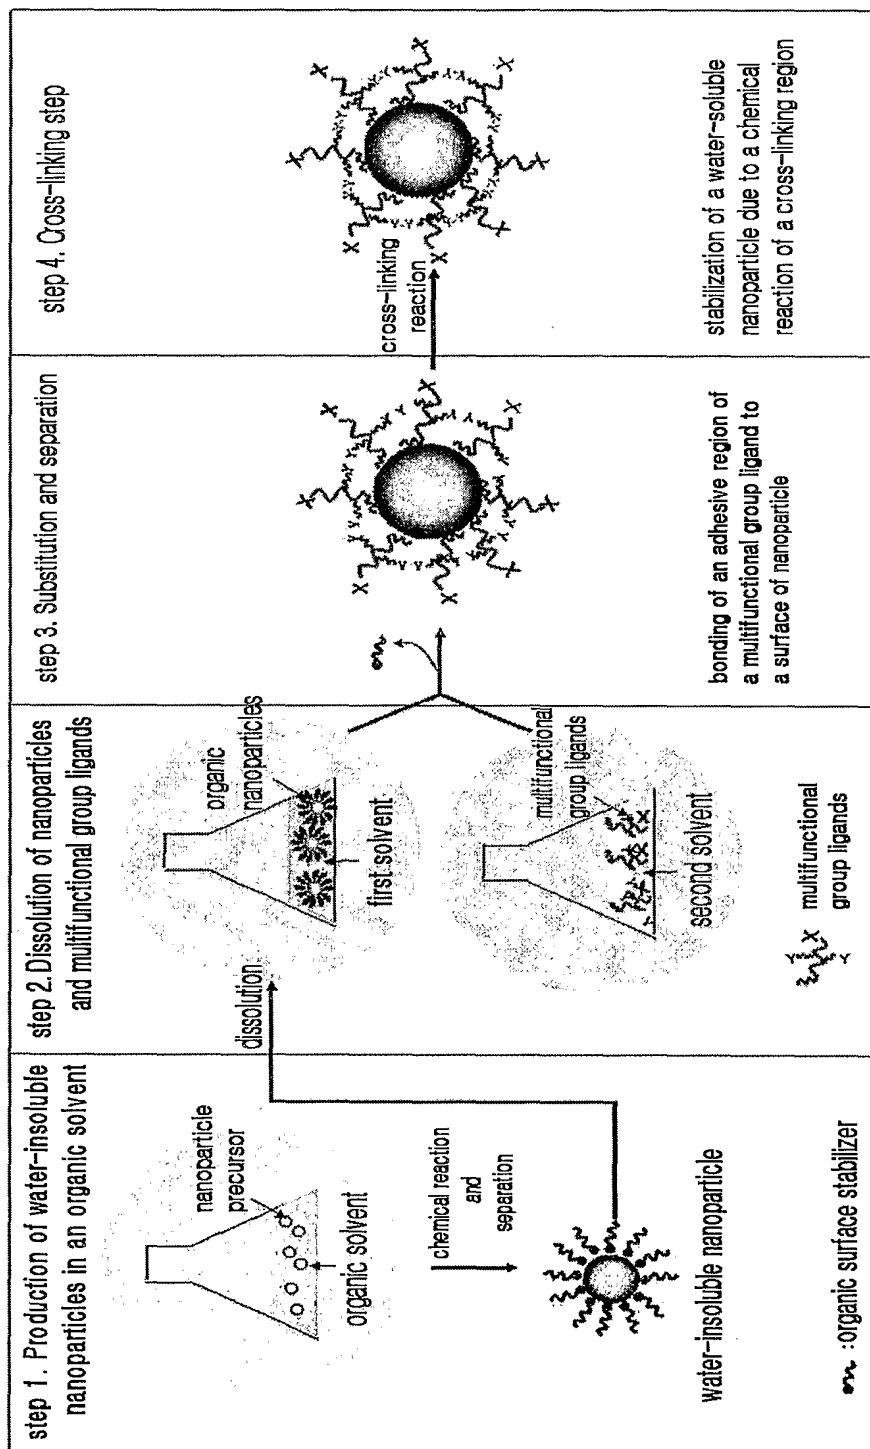 step 1. Production of water-insoluble
nanoparticles in an organic solvent
nanoparticle
precursor
organic solvent
chemical reaction
and
separation
water-insoluble nanoparticle
:organic surface stabilizer
step 2. Dissolution of nanoparticles
and multifunctional group ligands
dissolution
organic
nanoparticles
first solvent
multifunctional
group ligands
second solvent
X
Y
multifunctional
group ligands
step 3. Substitution and separation
X
X
X
X
X
X
X
X
bonding of an adhesive region of
a multifunctional group ligand to
a surface of nanoparticle
step 4. Cross-linking step
cross-linking
reaction
X
X
X
X
X
X
X
X
stabilization of a water-soluble
nanoparticle due to a chemical
reaction of a cross-linking region